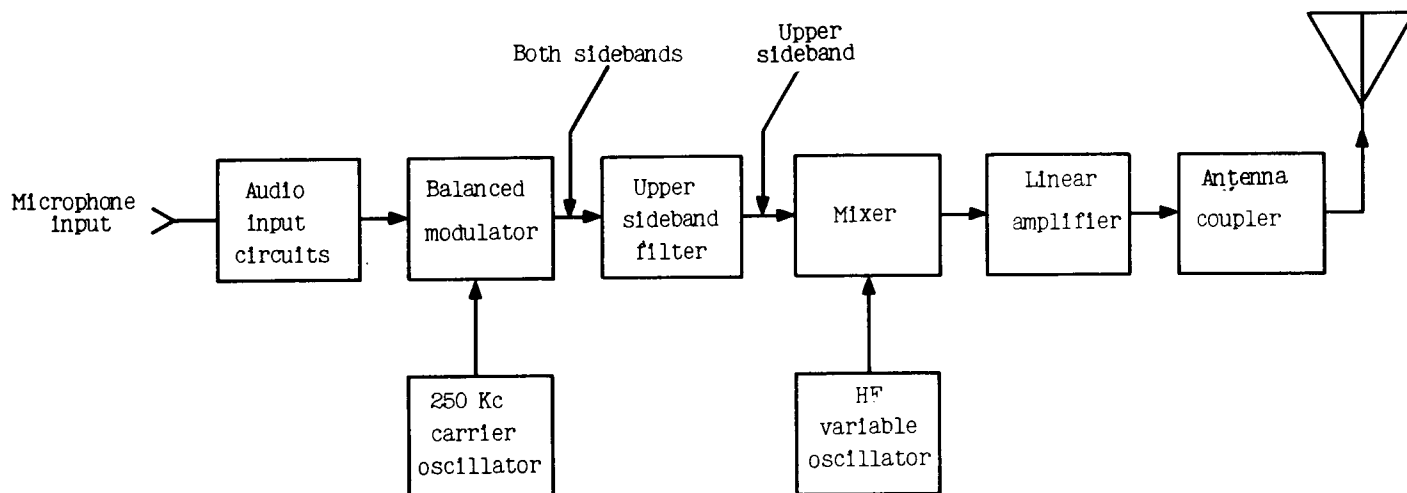 Both sidebands
Upper
sideband
Microphone
input
Audio
input
circuits
Balanced
modulator
Upper
sideband
filter
Mixer
Linear
amplifier
Antenna
coupler
250 Kc
carrier
oscillator
HF
variable
oscillator